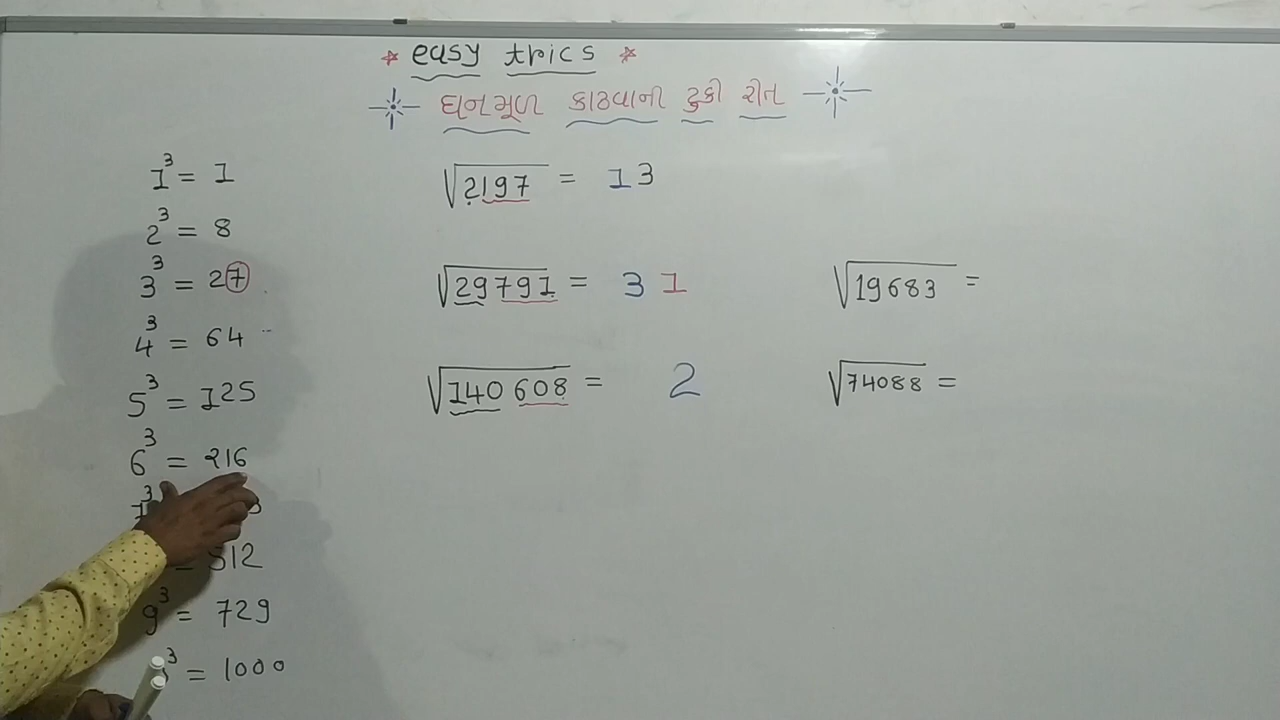 * easy trics *
ઘનમૂળ કાઢવાની ટુકી રીત
1³ = 1
2³ = 8
3³ = 27
4³ = 64
5³ = 125
6³ = 216
512
9³ = 729
³ = 1000
√2197 = 13
√29791 = 31
√140608 = 2
√19683 =
√74088 =